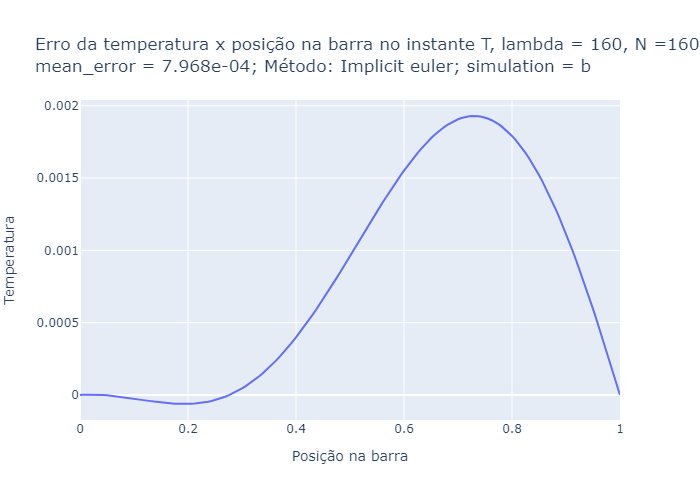 Erro da temperatura x posição na barra no instante T, lambda = 160, N =160
mean_error = 7.968e-04; Método: Implicit euler; simulation = b
Temperatura
0.002
0.0015
0.001
0.0005
0
0 0.2 0.4 0.6 0.8 1
Posição na barra